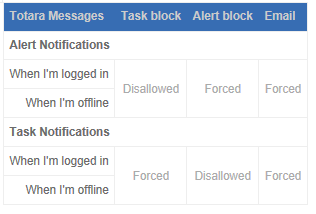 Totara Messages Task block Alert block Email
Alert Notifications
When I'm logged in
Disallowed Forced Forced
When I'm offline
Task Notifications
When I'm logged in
Forced Disallowed Forced
When I'm offline